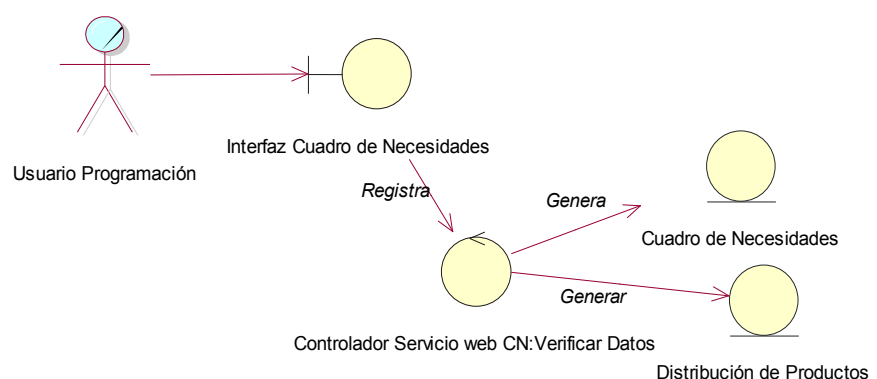 Usuario Programación
Interfaz Cuadro de Necesidades
Registra
Genera
Cuadro de Necesidades
Generar
Controlador Servicio web CN:Verificar Datos
Distribución de Productos